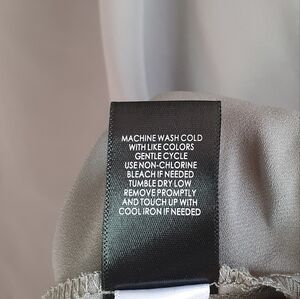 MACHINE WASH COLD
WITH LIKE COLORS
GENTLE CYCLE
USE NON-CHLORINE
BLEACH IF NEEDED
TUMBLE DRY LOW
REMOVE PROMPTLY
AND TOUCH UP WITH
COOL IRON IF NEEDED